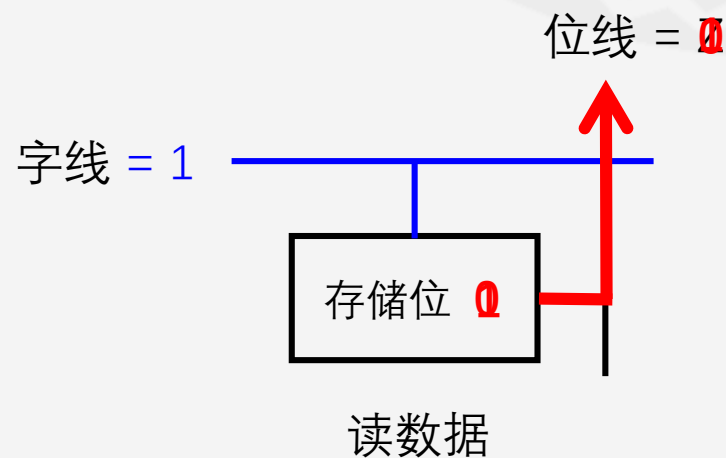 位线 =
字线 = 1
存储位
读数据